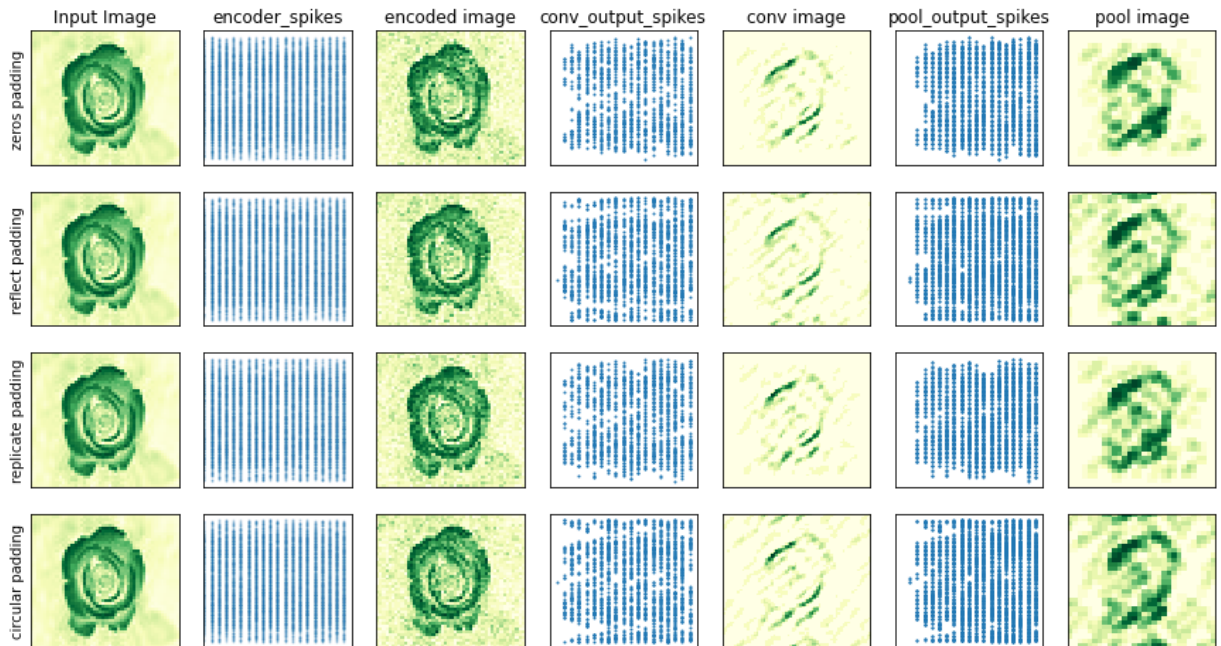 Input Image
encoder_spikes
encoded image
conv_output_spikes
conv image
pool_output_spikes
pool image
zeros padding
reflect padding
replicate padding
circular padding